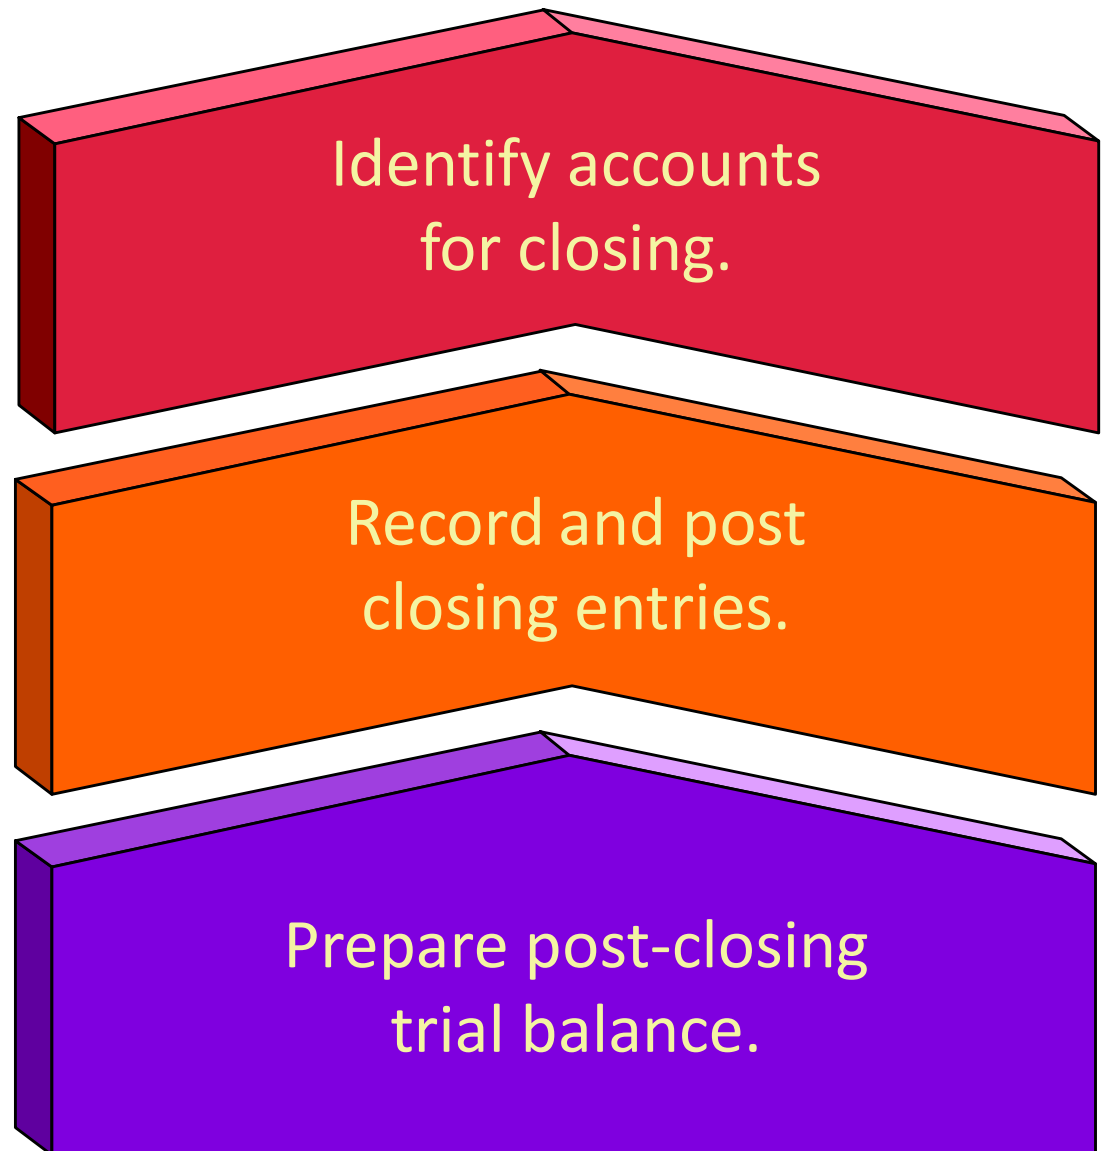 Identify accounts
for closing.
Record and post
closing entries.
Prepare post-closing
trial balance.